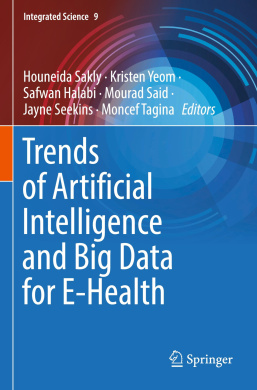 Integrated Science 9
Houneida Sakly · Kristen Yeom ·
Safwan Halabi · Mourad Said ·
Jayne Seekins · Moncef Tagina Editors
Trends
of Artificial
Intelligence
and Big Data
for E-Health
Springer